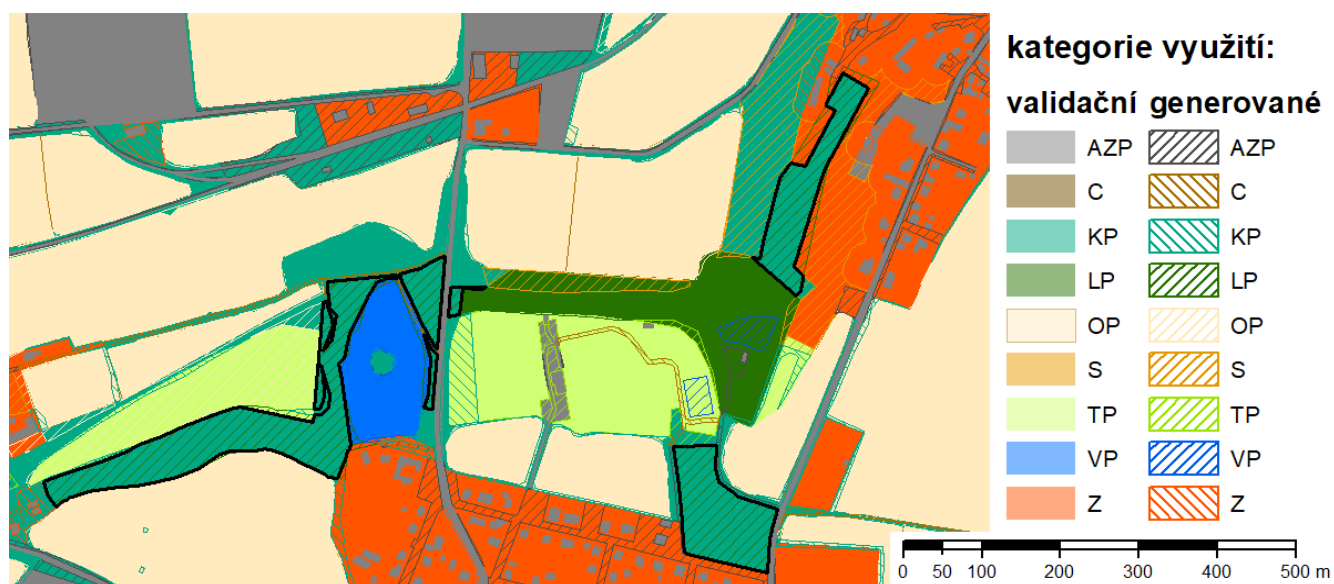 kategorie využití:
validační generované
AZP AZP
C C
KP KP
LP LP
OP OP
S S
TP TP
VP VP
Z Z
0 50 100 200 300 400 500 m